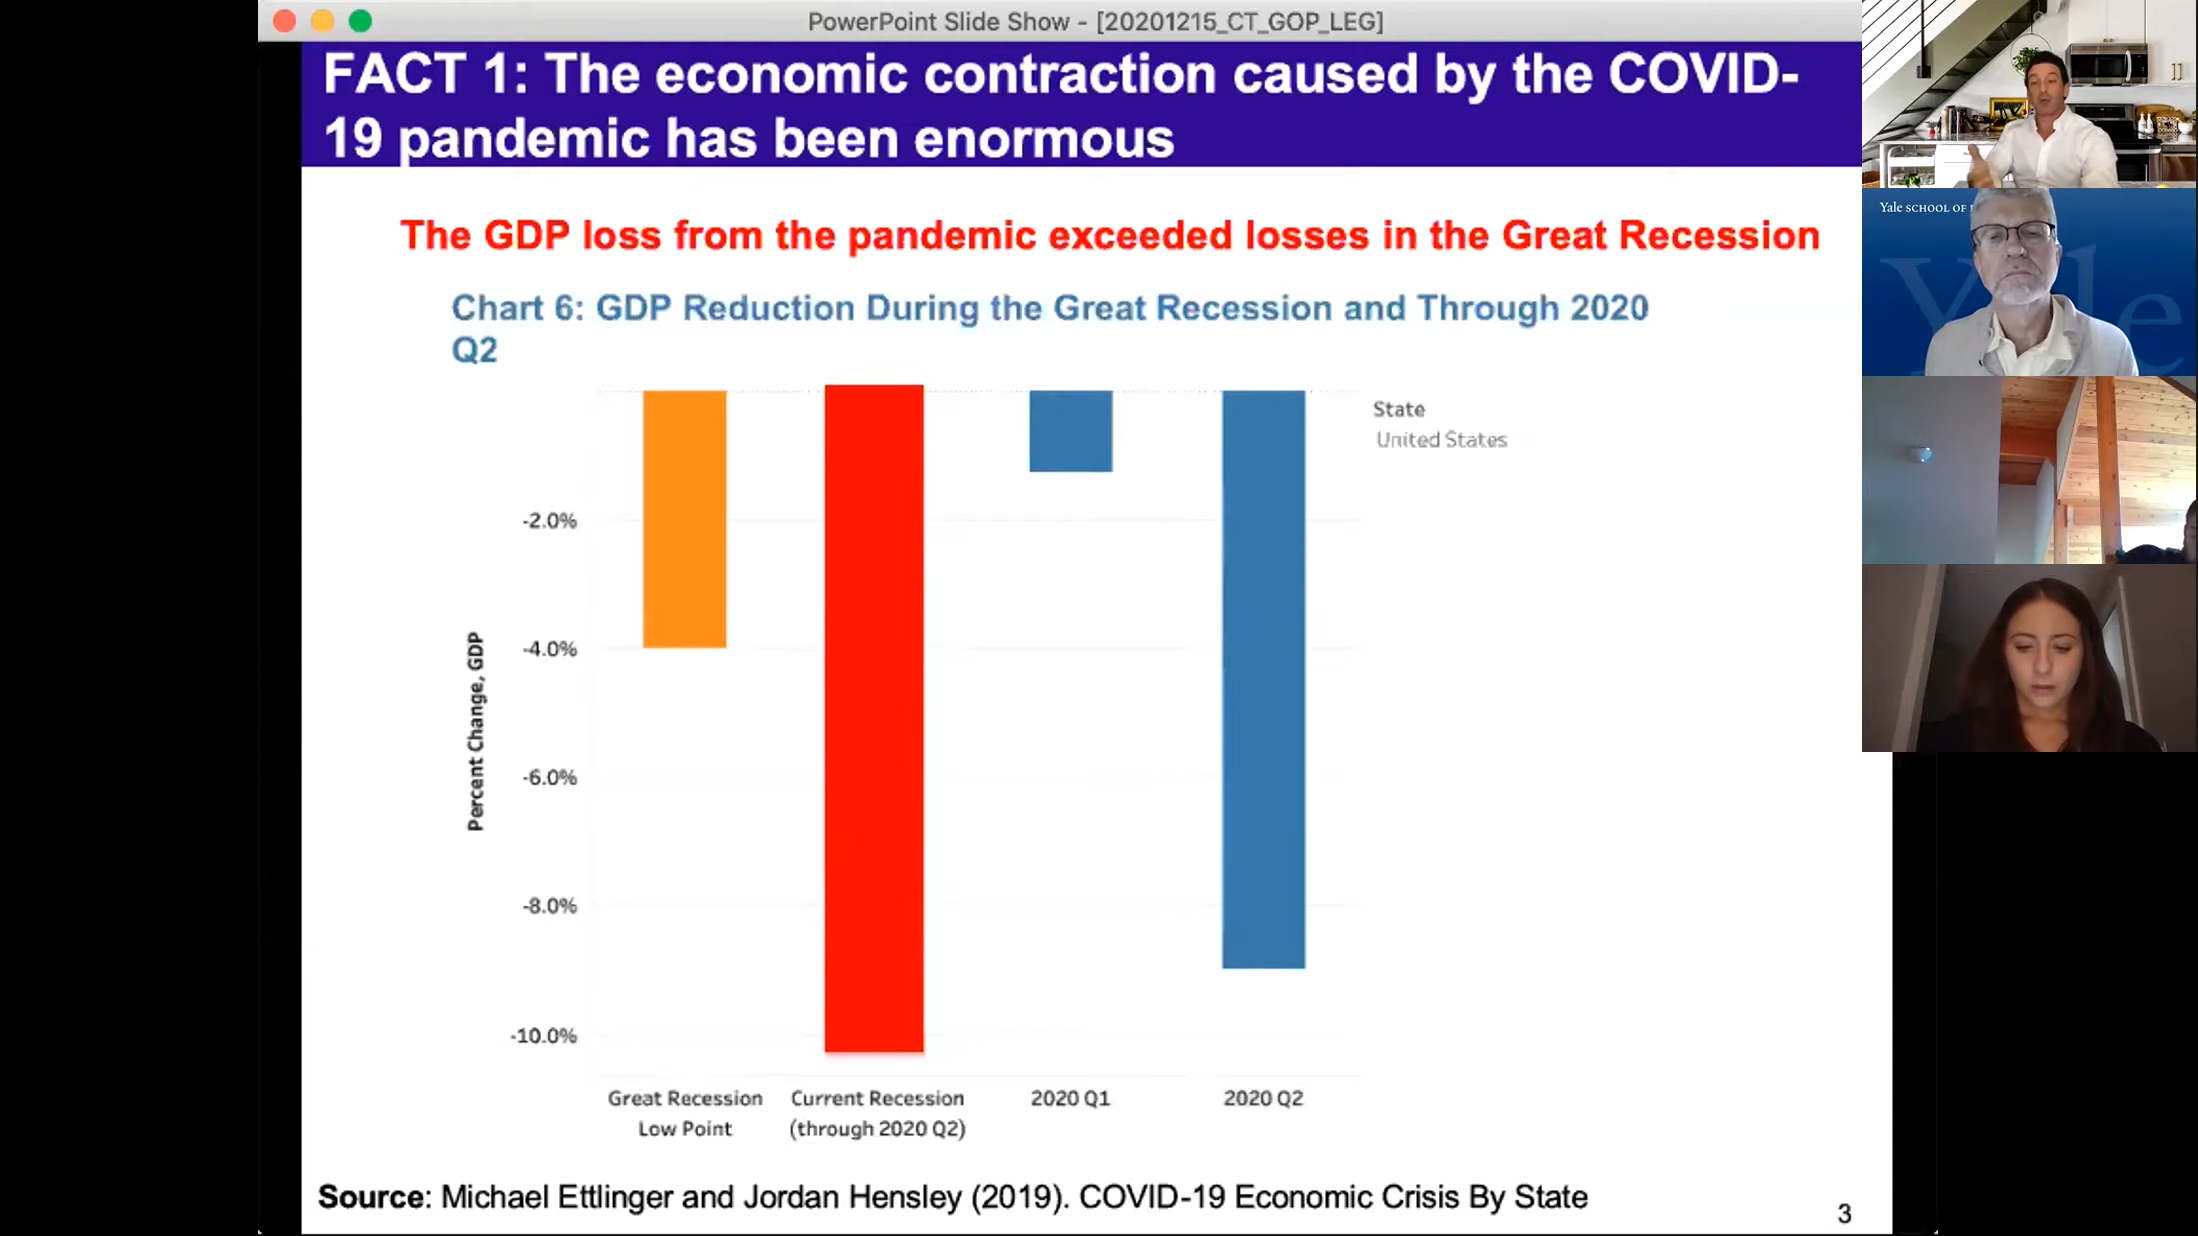 PowerPoint Slide Show - [20201215_CT_GOP_LEG]
FACT 1: The economic contraction caused by the COVID-
19 pandemic has been enormous
The GDP loss from the pandemic exceeded losses in the Great Recession
Chart 6: GDP Reduction During the Great Recession and Through 2020
Q2
State
United States
-2.0%
-4.0%
-6.0%
-8.0%
-10.0%
Percent Change, GDP
Great Recession
Low Point
Current Recession
(through 2020 Q2)
2020 Q1
2020 Q2
Source: Michael Ettlinger and Jordan Hensley (2019). COVID-19 Economic Crisis By State
3
Yale SCHOOL OF
Yale